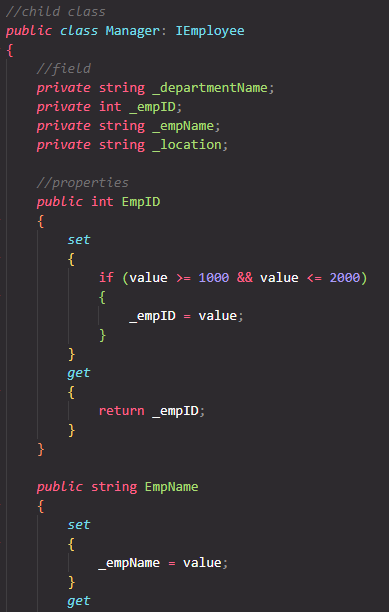 //child class
public class Manager: IEmployee
{
    //field
    private string _departmentName;
    private int _empID;
    private string _empName;
    private string _location;

    //properties
    public int EmpID
    {
        set
        {
            if (value >= 1000 && value <= 2000)
            {
                _empID = value;
            }
        }
        get
        {
            return _empID;
        }
    }

    public string EmpName
    {
        set
        {
            _empName = value;
        }
        get